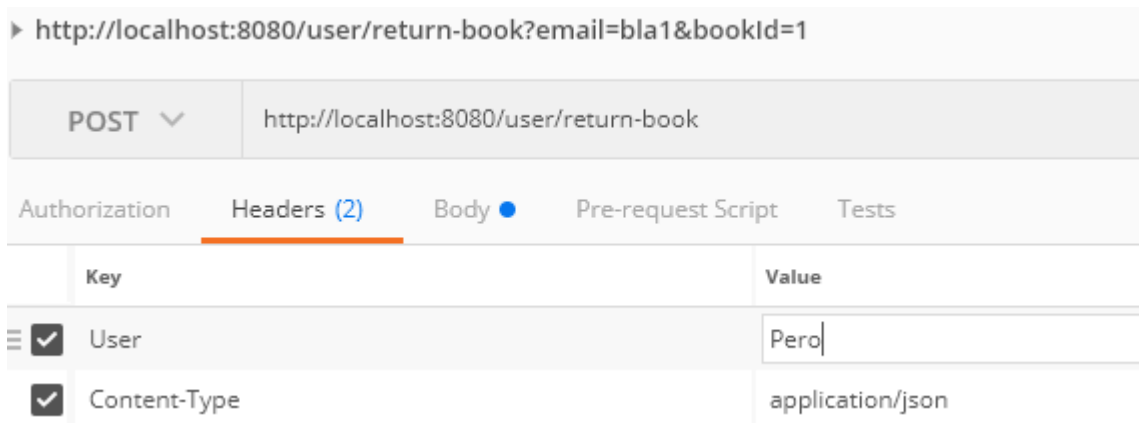 http://localhost:8080/user/return-book?email=bla1&bookId=1
POST http://localhost:8080/user/return-book
Authorization Headers (2) Body Pre-request Script Tests
Key Value
User Pero
Content-Type application/json